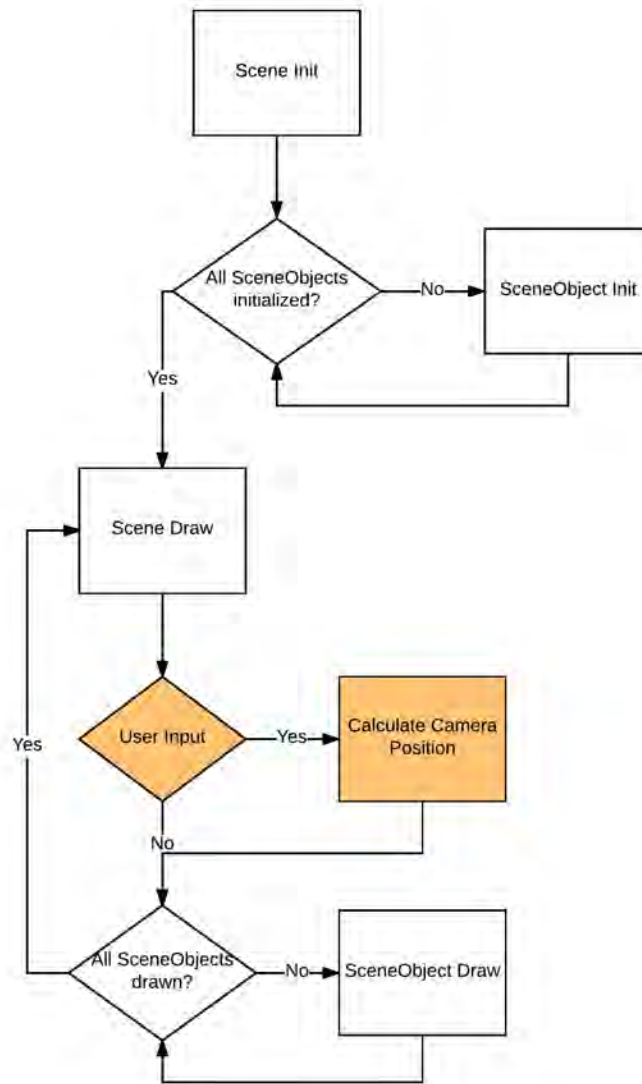 Scene Init
All SceneObjects
initialized?
No
SceneObject Init
Yes
Scene Draw
User Input
Yes
Calculate Camera
Position
Yes
No
All SceneObjects
drawn?
No
SceneObject Draw